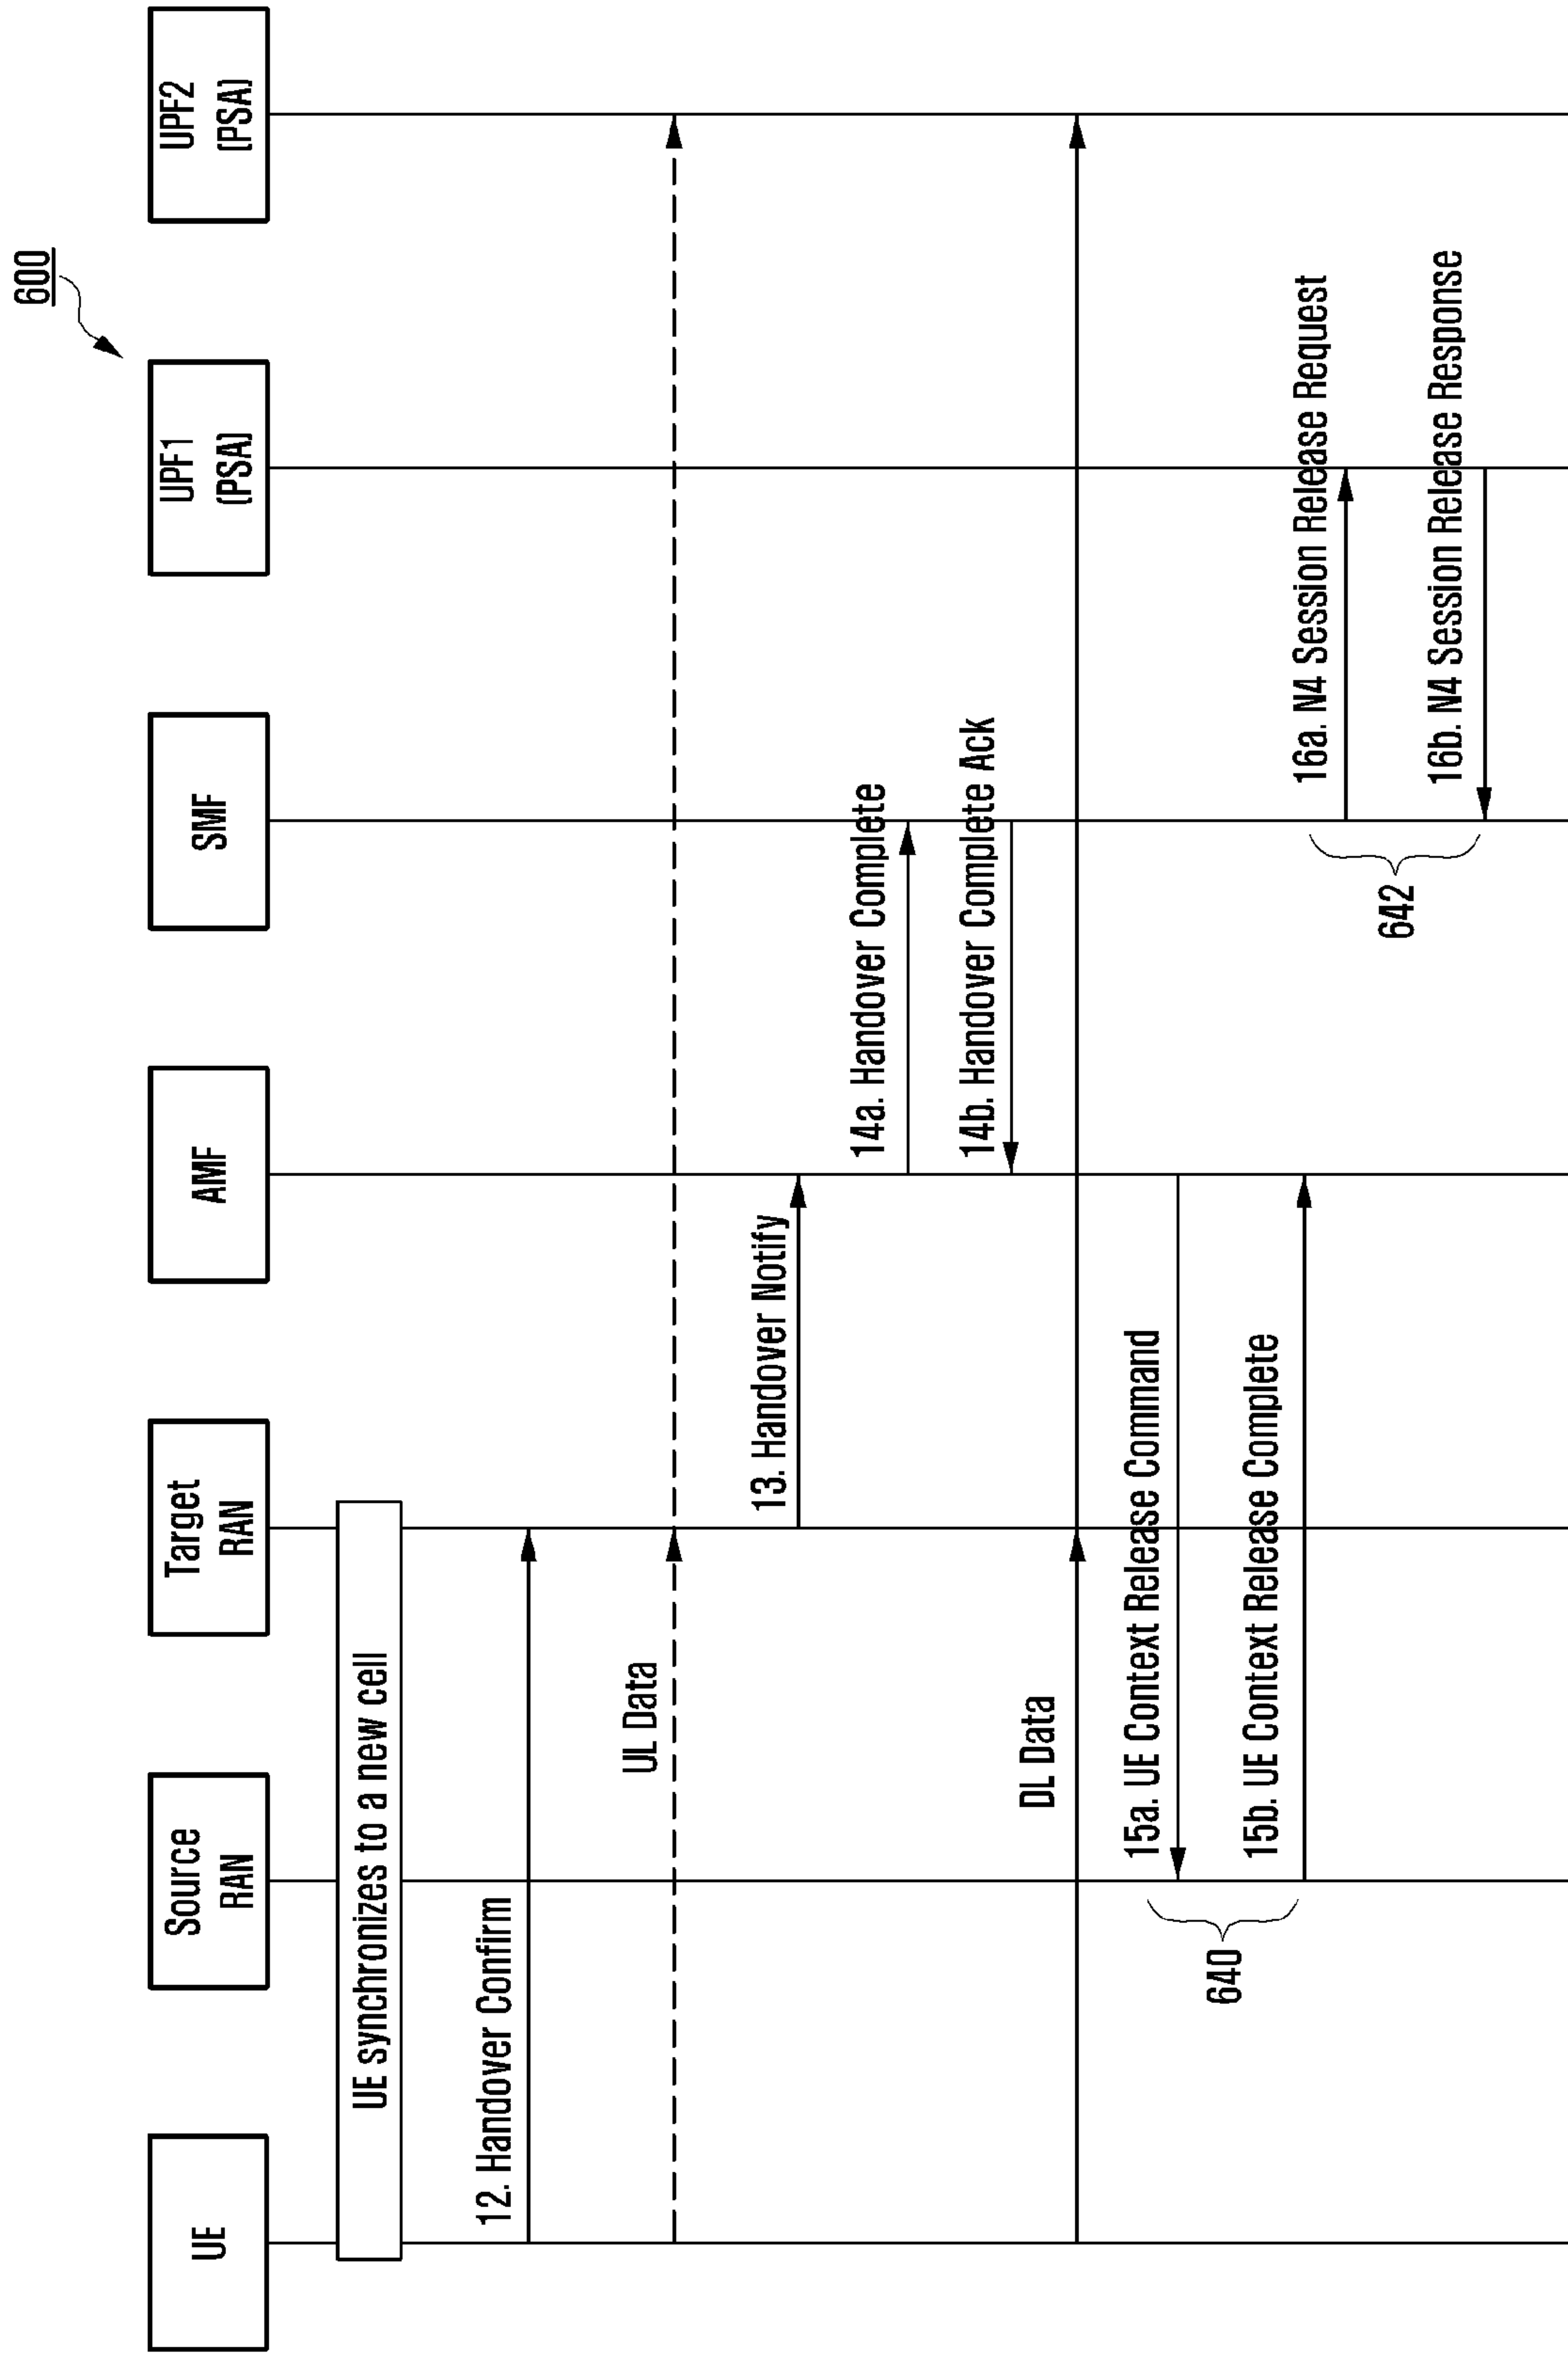 600
UE
Source
RAN
Target
RAN
AMF
SMF
UPF1
(PSA)
UPF2
(PSA)
UE synchronizes to a new cell
12. Handover Confirm
UL Data
13. Handover Notify
14a. Handover Complete
14b. Handover Complete Ack
DL Data
15a. UE Context Release Command
15b. UE Context Release Complete
640
16a. N4 Session Release Request
16b. N4 Session Release Response
642